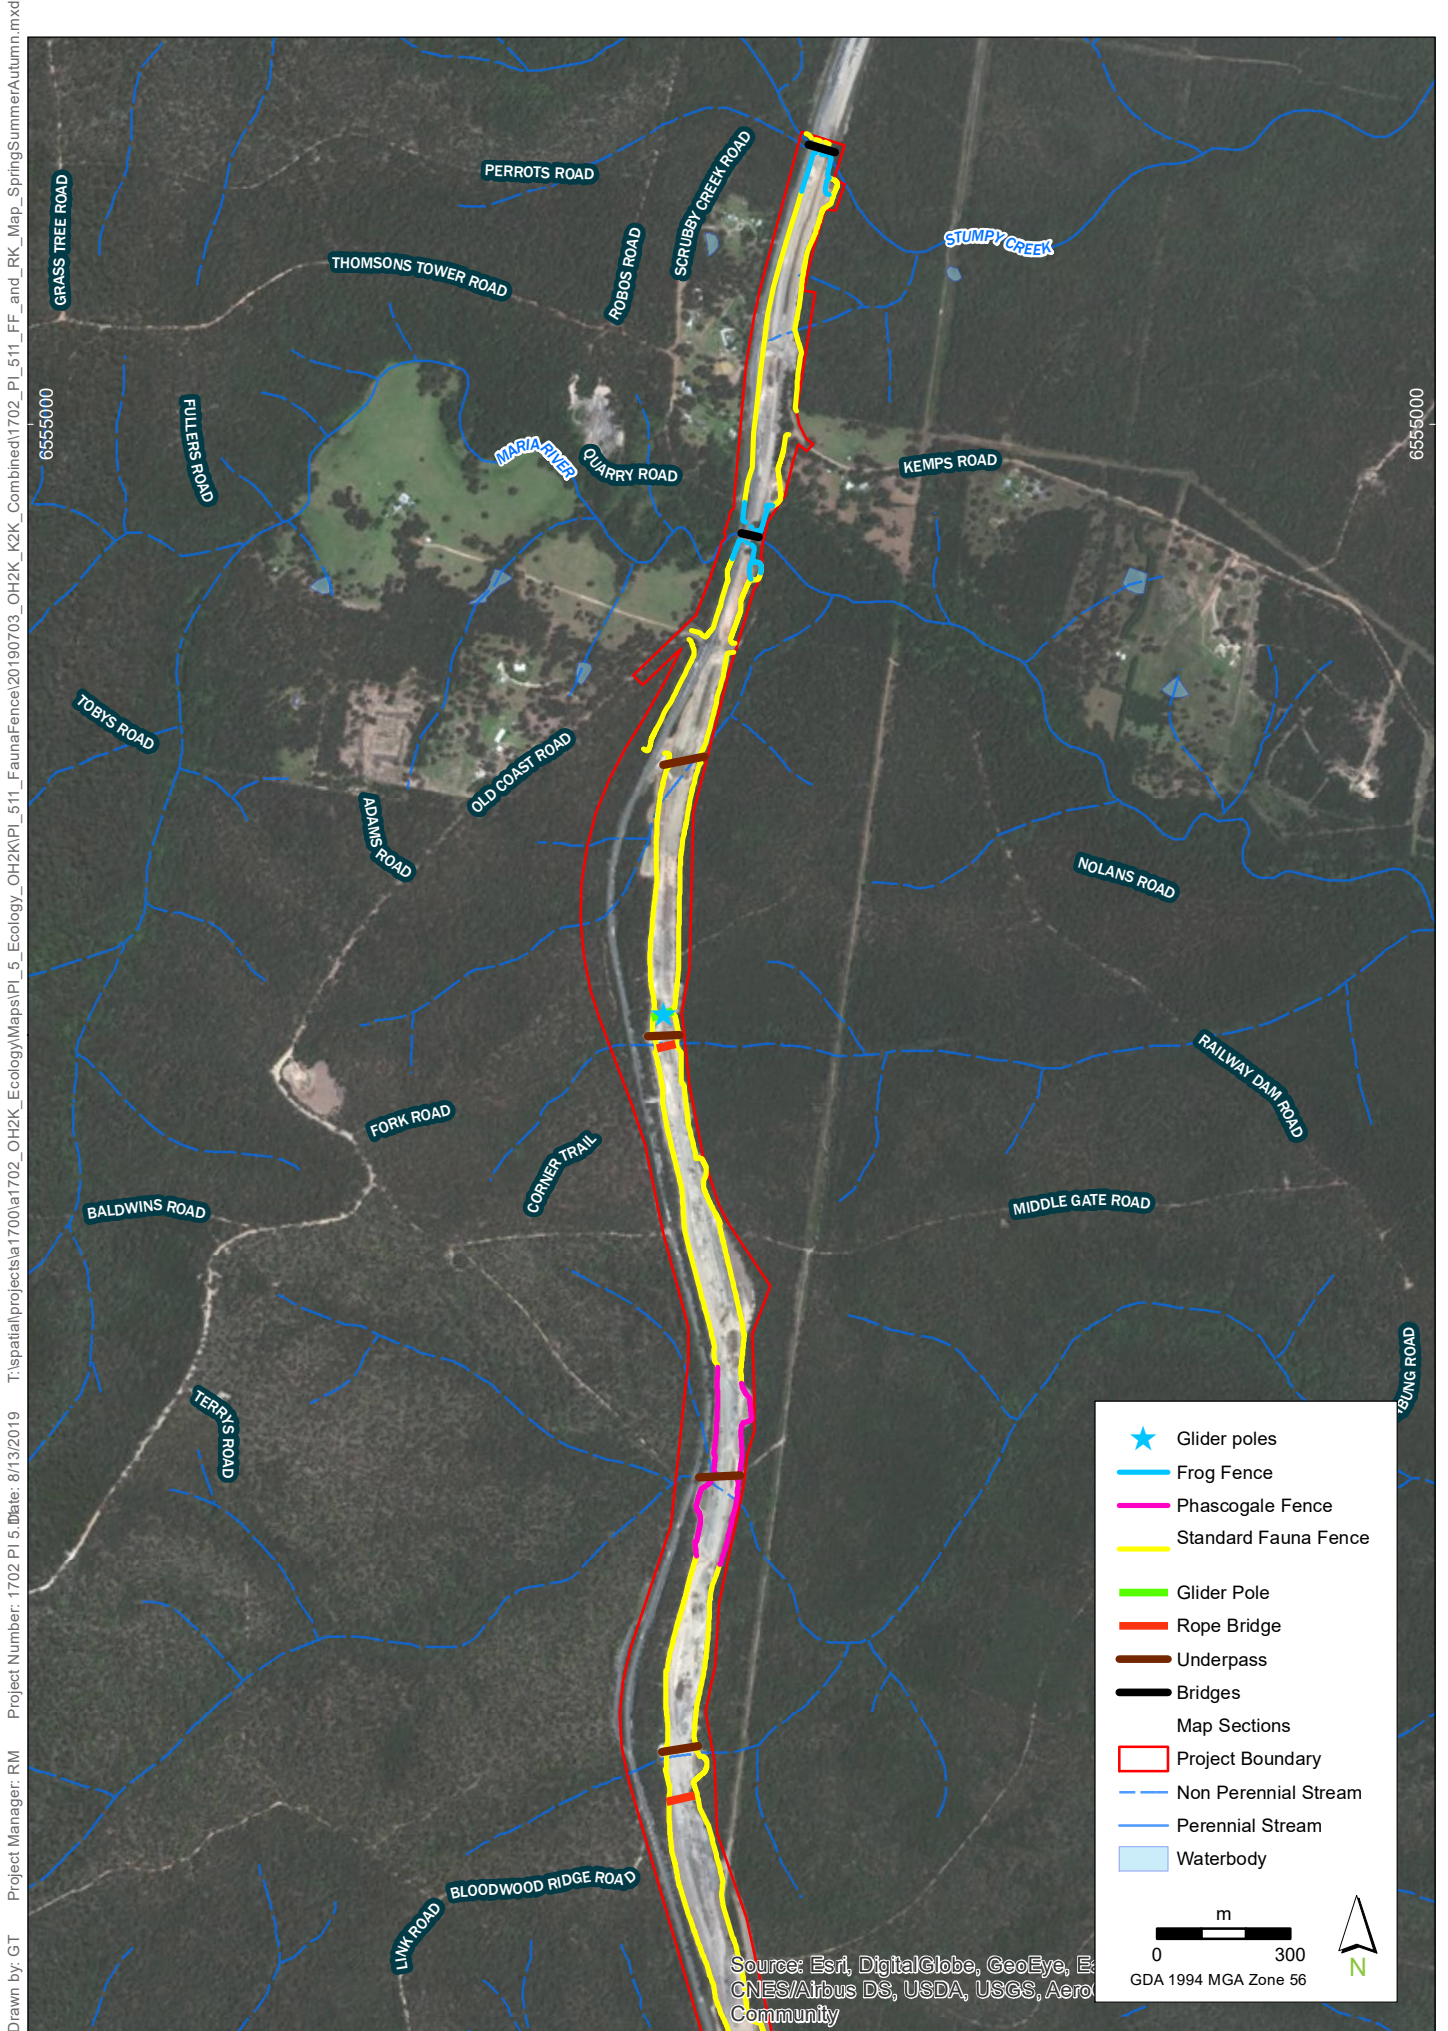 T:\spatial\projects\a1700\a1702_OH2K_Ecology\Maps\PI_5_Ecology_OH2K\PI_511_FaunaFence\20190703_OH2K_K2K_Combined\1702_PI_511_FF_and_RK_Map_SpringSummerAutumn.mxd
Date: 8/13/2019
Project Number: 1702 PI 5.
Project Manager: RM
Drawn by: GT
PERROTS ROAD
SCRUBBY CREEK ROAD
GRASS TREE ROAD
ROBOS ROAD
STUMPY CREEK
THOMSONS TOWER ROAD
6555000
6555000
FULLERS ROAD
MARIA RIVER
QUARRY ROAD
KEMPS ROAD
TOBYS ROAD
OLD COAST ROAD
ADAMS ROAD
NOLANS ROAD
RAILWAY DAM ROAD
FORK ROAD
CORNER TRAIL
BALDWINS ROAD
MIDDLE GATE ROAD
TERRYS ROAD
BUNG ROAD
BLOODWOOD RIDGE ROAD
LINK ROAD
Glider poles
Frog Fence
Phascogale Fence
Standard Fauna Fence
Glider Pole
Rope Bridge
Underpass
Bridges
Map Sections
Project Boundary
Non Perennial Stream
Perennial Stream
Waterbody
m
0 300
N
GDA 1994 MGA Zone 56
Source: Esri, DigitalGlobe, GeoEye, Ea
CNES/Airbus DS, USDA, USGS, Aero
Community